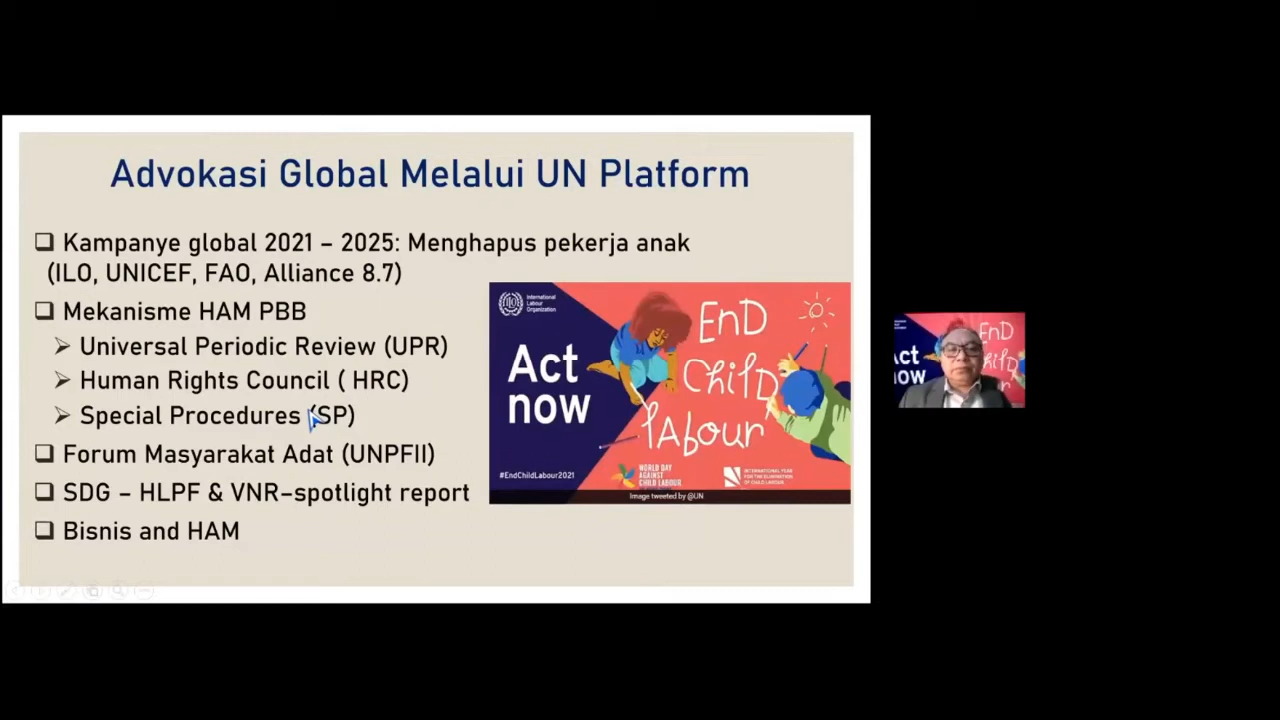 Advokasi Global Melalui UN Platform
Kampanye global 2021 – 2025: Menghapus pekerja anak
(ILO, UNICEF, FAO, Alliance 8.7)
Mekanisme HAM PBB
Universal Periodic Review (UPR)
Human Rights Council ( HRC)
Special Procedures (SP)
Forum Masyarakat Adat (UNPFII)
SDG – HLPF & VNR–spotlight report
Bisnis and HAM
International
Labour
Organization
Act
now
END
CHilD
lAbour
#EndChildLabour2021
WORLD DAY
AGAINST
CHILD LABOUR
INTERNATIONAL YEAR
FOR THE ELIMINATION
OF CHILD LABOUR
Image tweeted by @UN